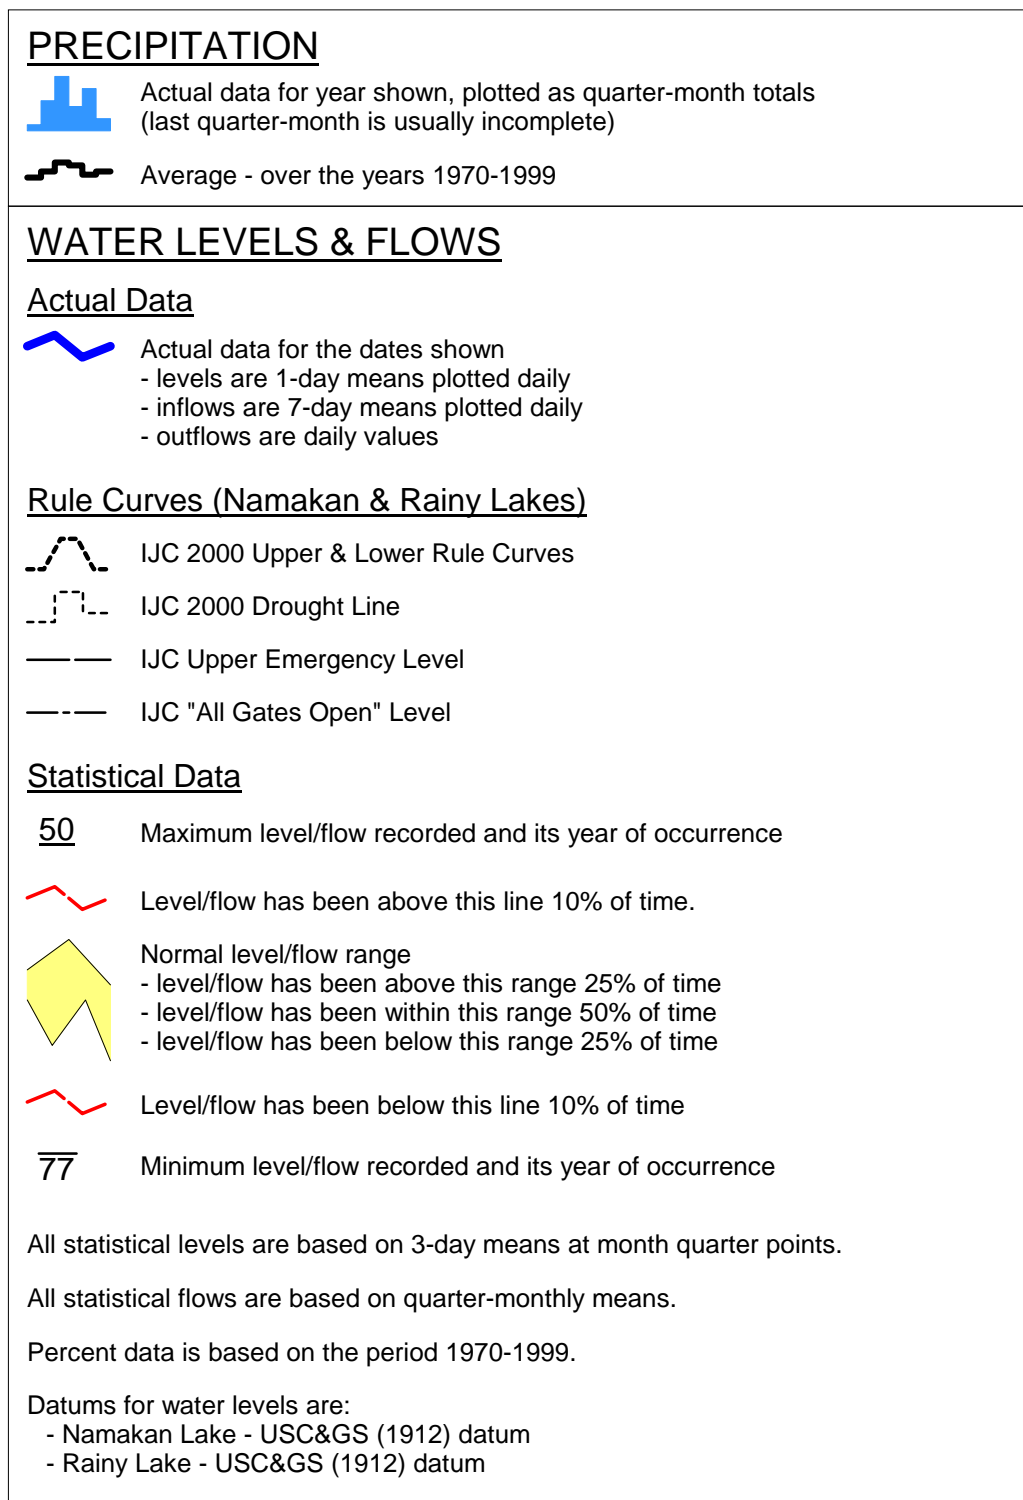 PRECIPITATION
Actual data for year shown, plotted as quarter-month totals
(last quarter-month is usually incomplete)
Average - over the years 1970-1999
WATER LEVELS & FLOWS
Actual Data
Actual data for the dates shown
- levels are 1-day means plotted daily
- inflows are 7-day means plotted daily
- outflows are daily values
Rule Curves (Namakan & Rainy Lakes)
IJC 2000 Upper & Lower Rule Curves
IJC 2000 Drought Line
IJC Upper Emergency Level
IJC "All Gates Open" Level
Statistical Data
50 Maximum level/flow recorded and its year of occurrence
Level/flow has been above this line 10% of time.
Normal level/flow range
- level/flow has been above this range 25% of time
- level/flow has been within this range 50% of time
- level/flow has been below this range 25% of time
Level/flow has been below this line 10% of time
77 Minimum level/flow recorded and its year of occurrence
All statistical levels are based on 3-day means at month quarter points.
All statistical flows are based on quarter-monthly means.
Percent data is based on the period 1970-1999.
Datums for water levels are:
- Namakan Lake - USC&GS (1912) datum
- Rainy Lake - USC&GS (1912) datum